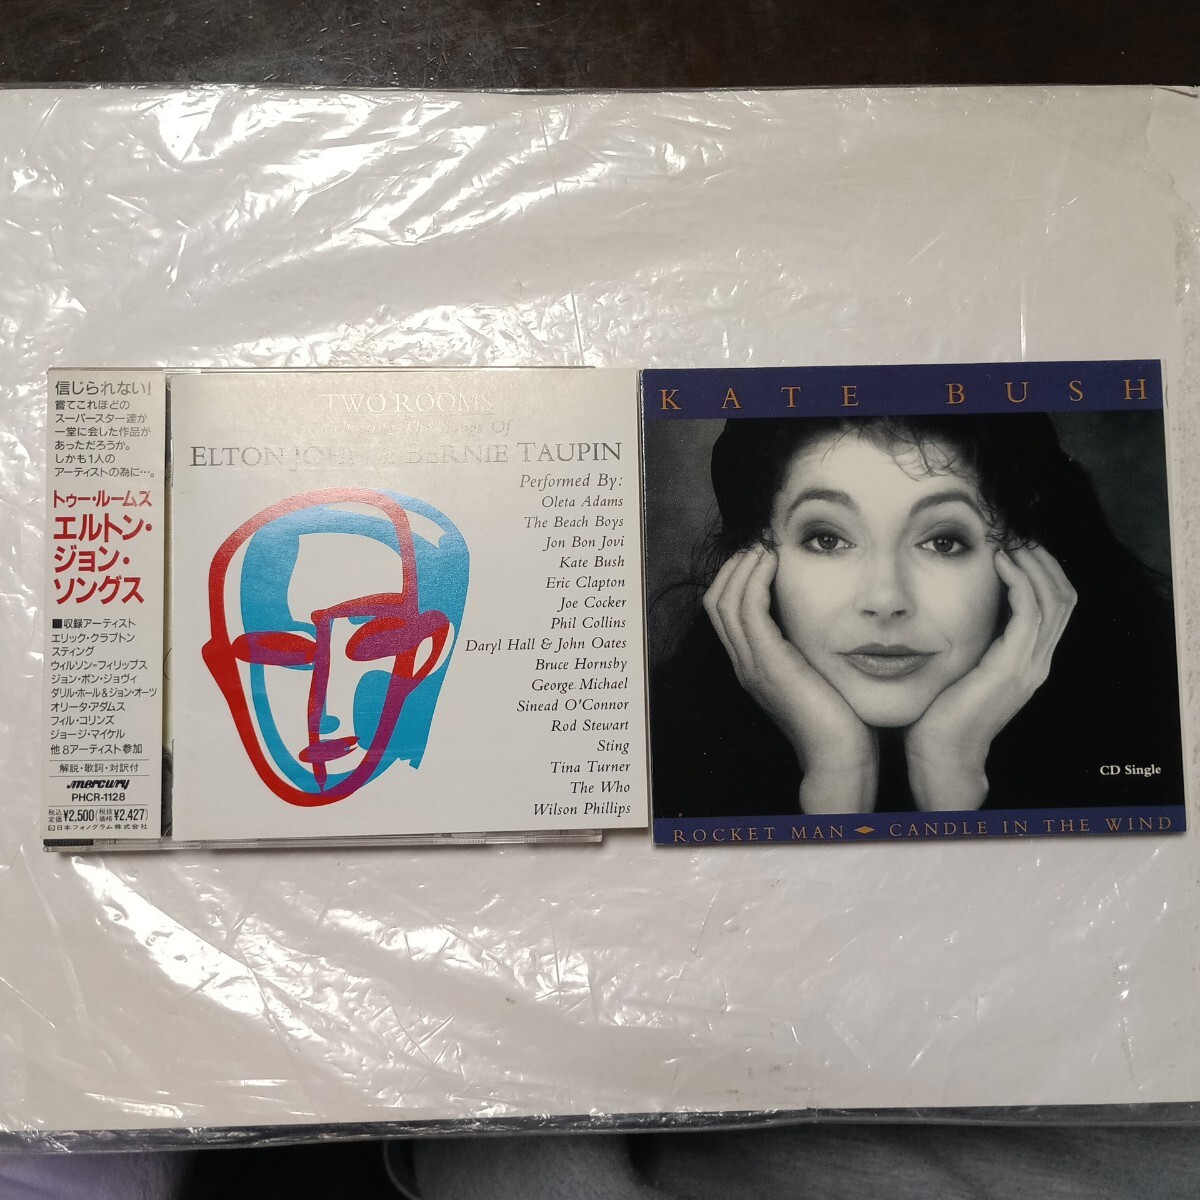 信じられない!
嘗てこれほどの
スーパースター達が
一堂に会した作品が
あっただろうか。
しかも1人の
アーティストの為に…。
トゥー・ルームズ
エルトン・
ジョン・
ソングス
■収録アーティスト
エリック・クラプトン
スティング
ウィルソン=フィリップス
ジョン・ボン・ジョヴィ
ダリル・ホール&ジョン・オーツ
オリータ・アダムス
フィル・コリンズ
ジョージ・マイケル
他8アーティスト参加
解説・歌詞・対訳付
mercury
PHCR-1128
税込定価¥2,500(税抜価格¥2,427)
日本フォノグラム株式会社
TWO ROOMS
The Songs Of
ELTON JOHN & BERNIE TAUPIN
Performed By:
Oleta Adams
The Beach Boys
Jon Bon Jovi
Kate Bush
Eric Clapton
Joe Cocker
Phil Collins
Daryl Hall & John Oates
Bruce Hornsby
George Michael
Sinead O'Connor
Rod Stewart
Sting
Tina Turner
The Who
Wilson Phillips
KATE BUSH
CD Single
ROCKET MAN ◆ CANDLE IN THE WIND